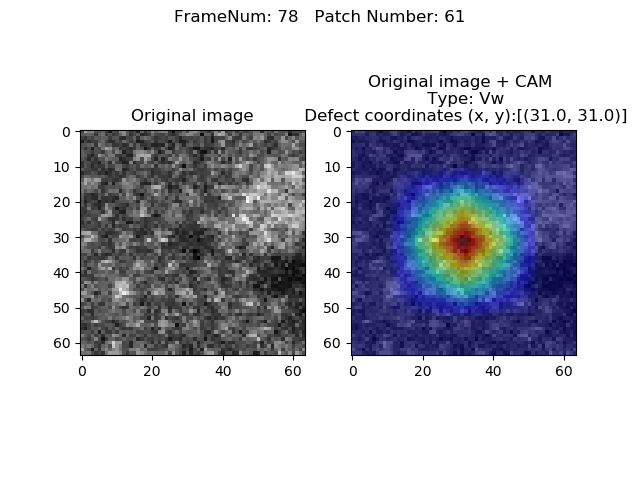 FrameNum: 78   Patch Number: 61
Original image
Original image + CAM
Type: Vw
Defect coordinates (x, y):[(31.0, 31.0)]
0
10
20
30
40
50
60
0 20 40 60
0
10
20
30
40
50
60
0 20 40 60